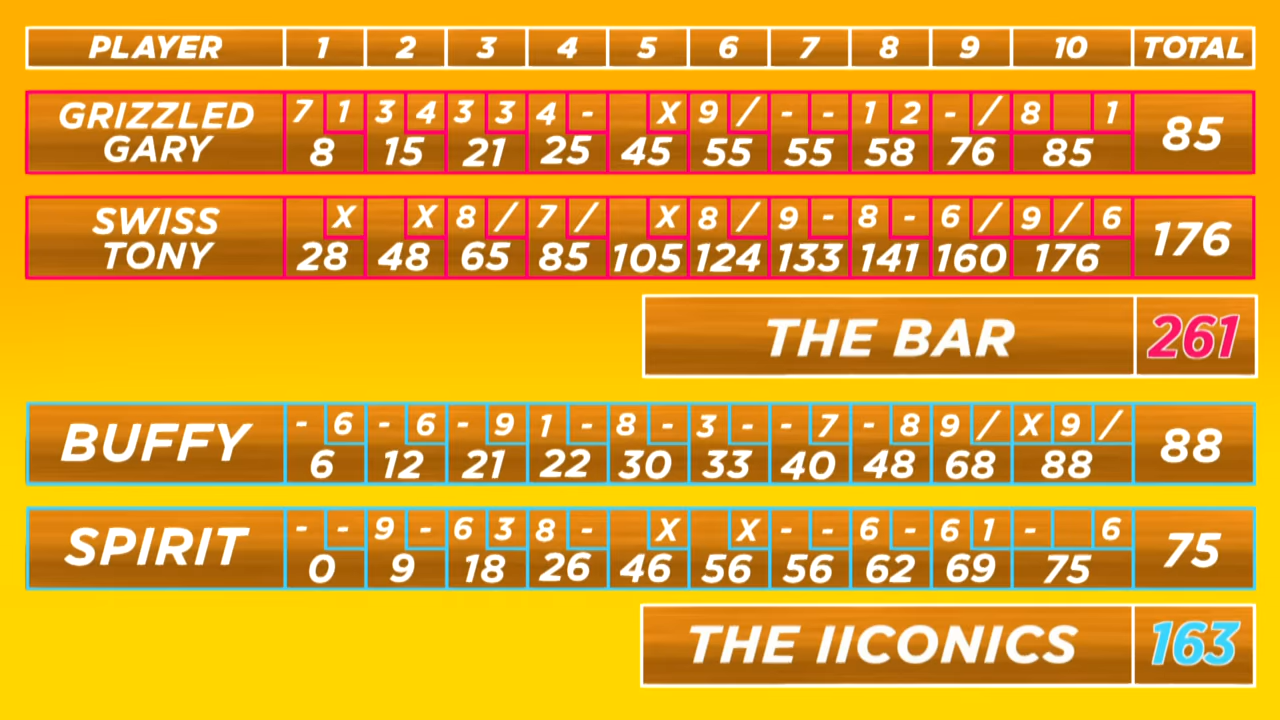 PLAYER 1 2 3 4 5 6 7 8 9 10 TOTAL
GRIZZLED GARY 7 1 3 4 3 3 4 - X 9 / - - 1 2 - / 8 1
8 15 21 25 45 55 55 58 76 85 85
SWISS TONY X X 8 / 7 / X 8 / 9 - 8 - 6 / 9 / 6
28 48 65 85 105 124 133 141 160 176 176
THE BAR 261
BUFFY - 6 - 6 - 9 1 - 8 - 3 - - 7 - 8 9 / X 9 /
6 12 21 22 30 33 40 48 68 88 88
SPIRIT - - 9 - 6 3 8 - X X - - 6 - 6 1 - 6
0 9 18 26 46 56 56 62 69 75 75
THE IICONICS 163